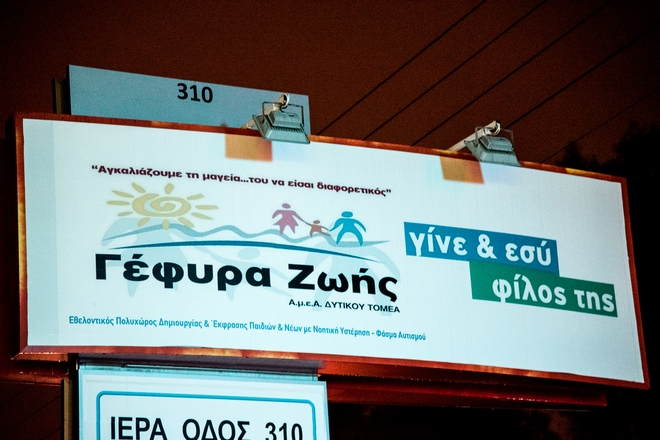 310
“Αγκαλιάζουμε τη μαγεία...του να είσαι διαφορετικός”
Γέφυρα Ζωής
Α.μ.εΑ. ΔΥΤΙΚΟΥ ΤΟΜΕΑ
Εθελοντικός Πολυχώρος Δημιουργίας & Έκφρασης Παιδιών & Νέων με Νοητική Υστέρηση - Φάσμα Αυτισμού
γίνε & εσύ
φίλος της
ΙΕΡΑ ΟΔΟΣ 310